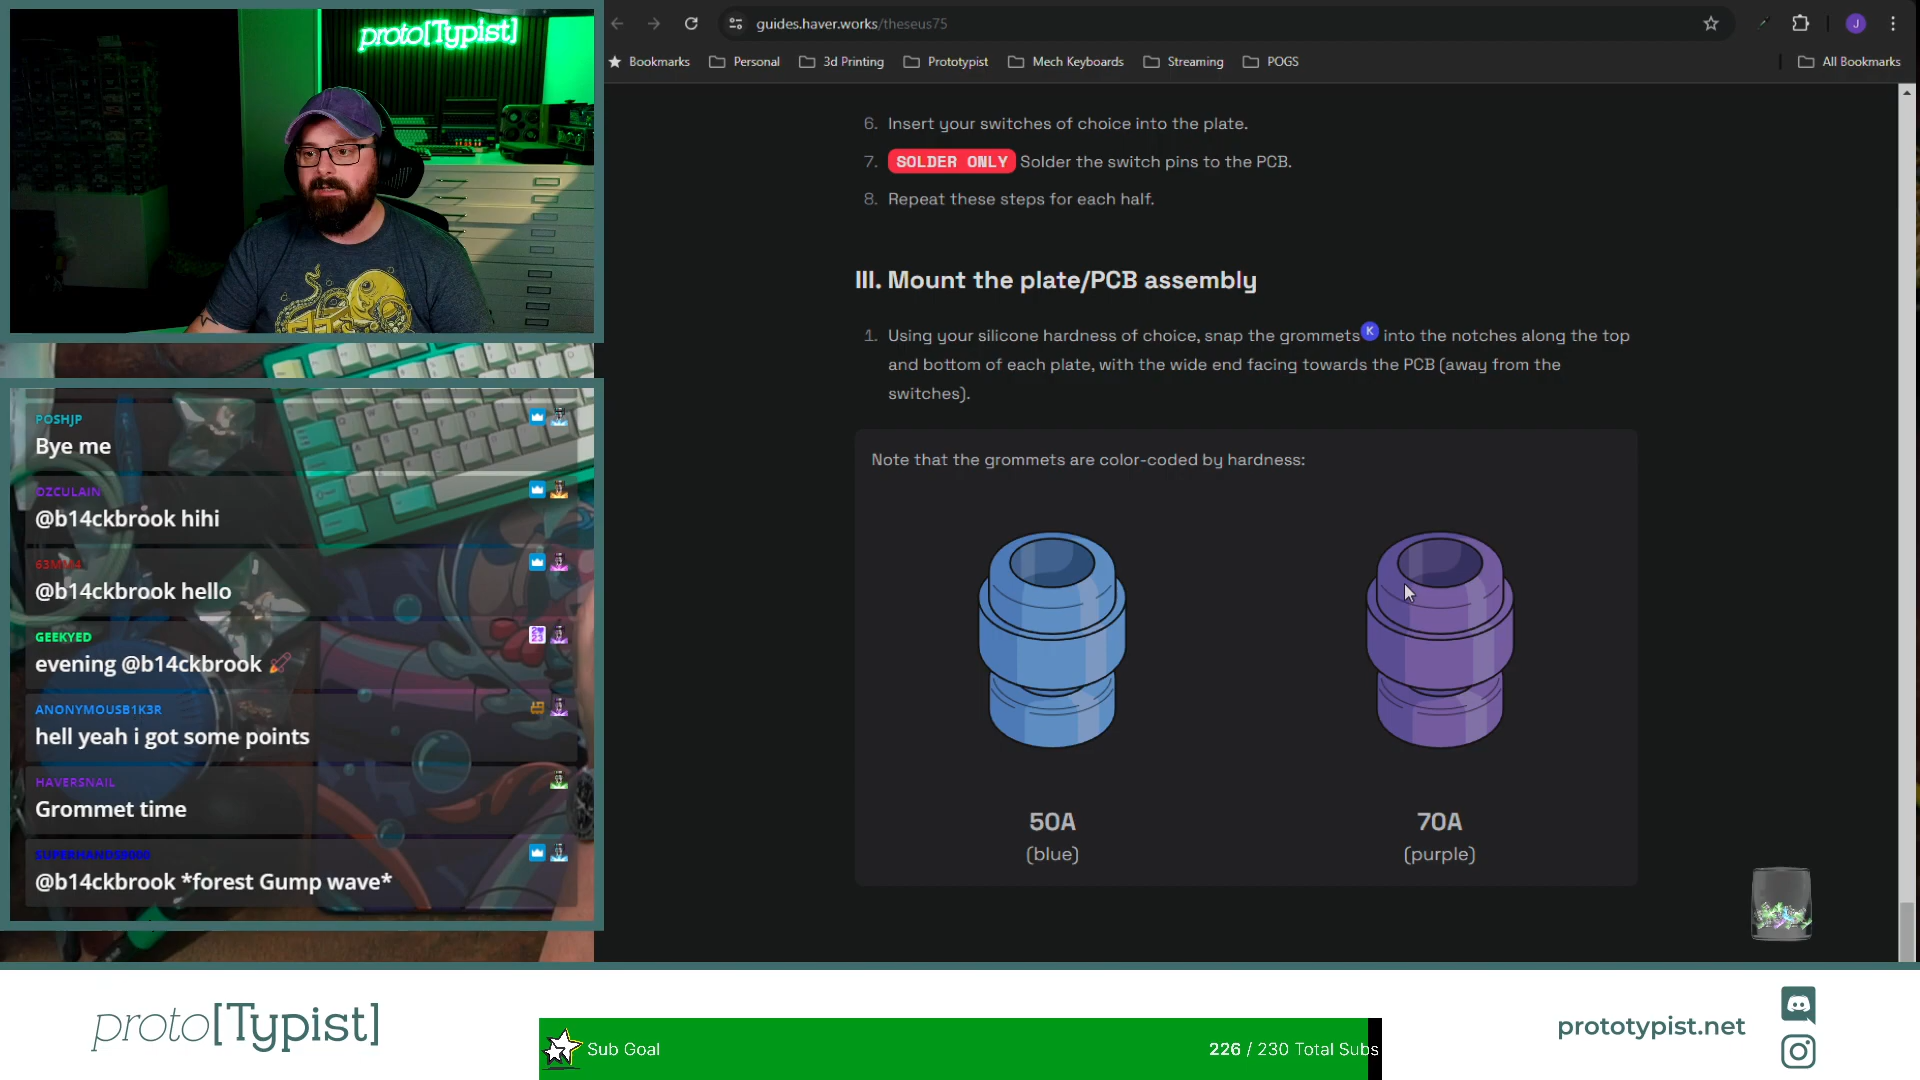 proto[Typist]
POSHJP
Bye me
OZCULAIN
@b14ckbrook hihi
@b14ckbrook hello
GEEKYED
evening @b14ckbrook
ANONYMOUSB1K3R
hell yeah i got some points
HAVERSNAIL
Grommet time
SUPERHANDS9000
@b14ckbrook *forest Gump wave*
guides.haver.works/theseus75
J
Bookmarks
Personal
3d Printing
Prototypist
Mech Keyboards
Streaming
POGS
All Bookmarks
6. Insert your switches of choice into the plate.
7. SOLDER ONLY Solder the switch pins to the PCB.
8. Repeat these steps for each half.
III. Mount the plate/PCB assembly
1. Using your silicone hardness of choice, snap the grommets K into the notches along the top
and bottom of each plate, with the wide end facing towards the PCB (away from the
switches).
Note that the grommets are color-coded by hardness:
50A
(blue)
70A
(purple)
proto[Typist]
Sub Goal
226 / 230 Total Subs
prototypist.net